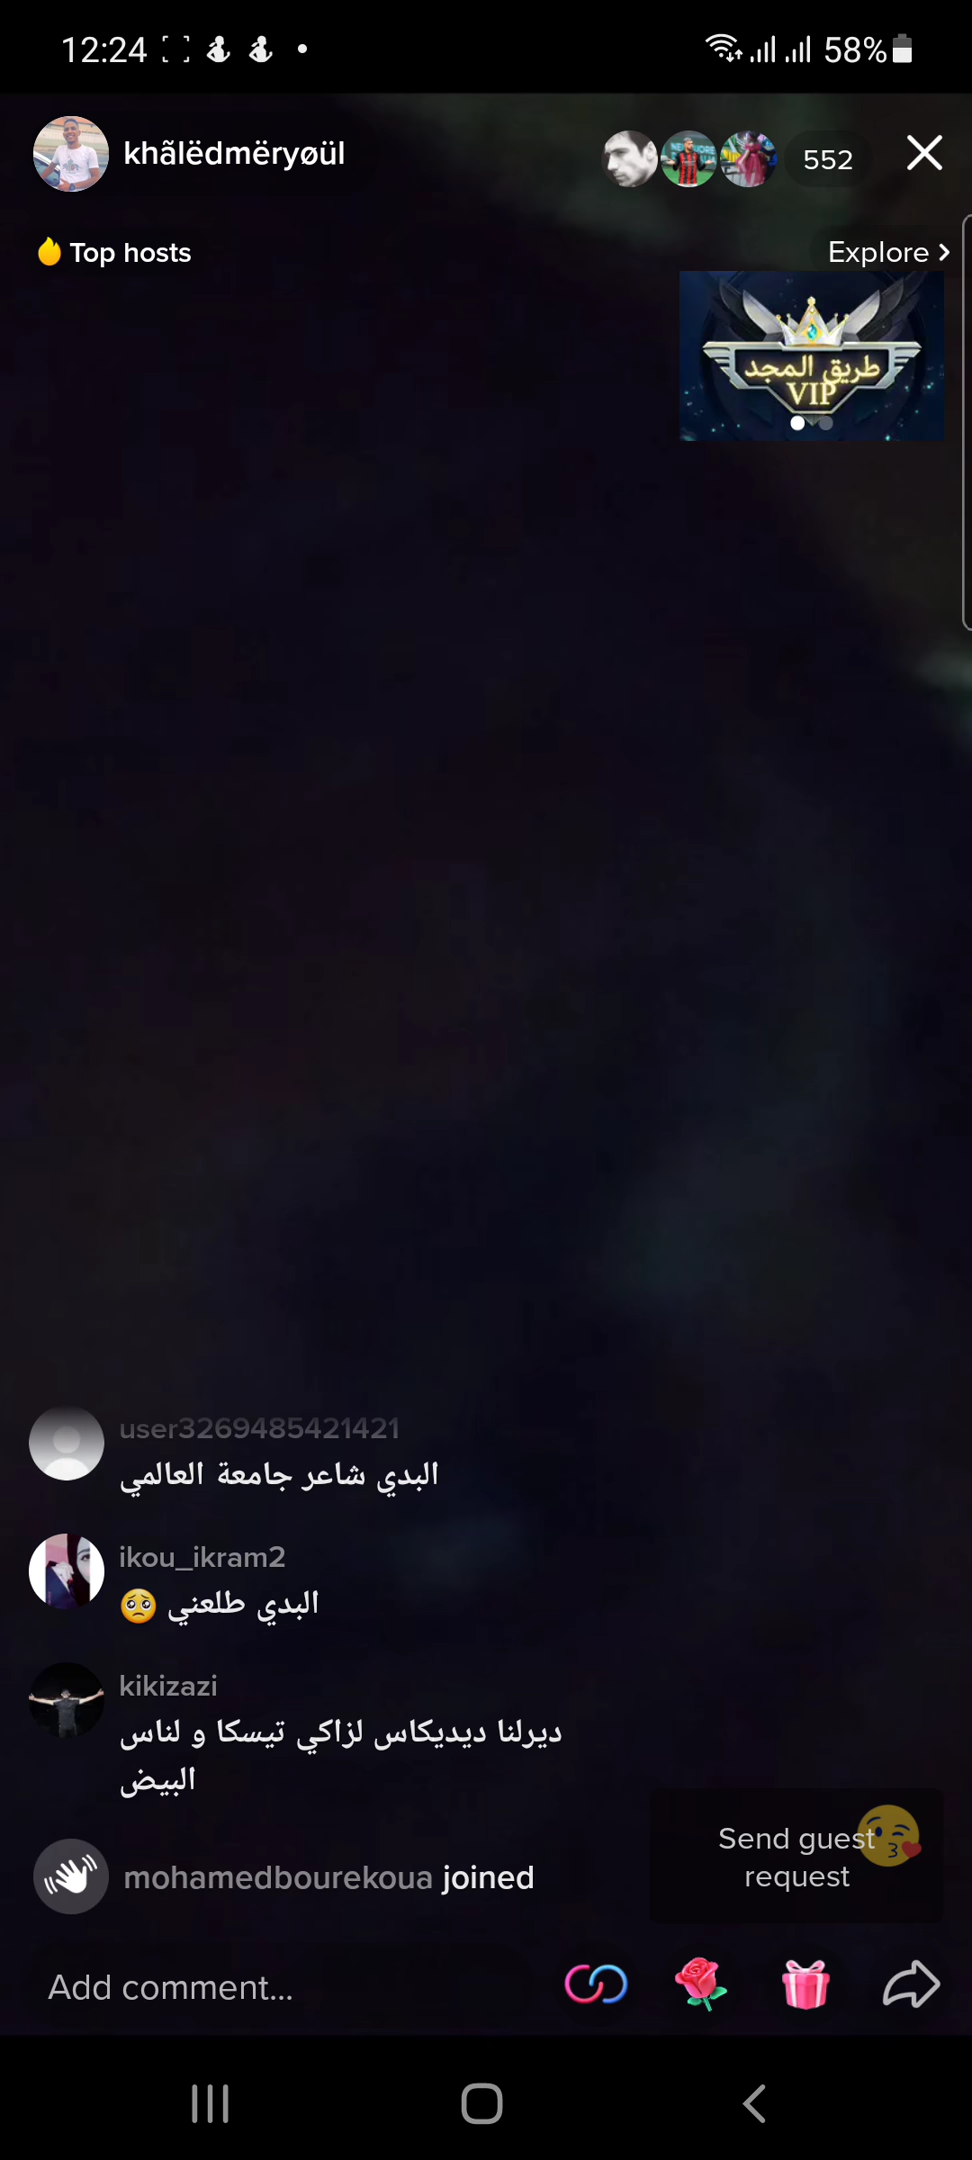 12:24
58%
khãlëdmëryøül
552
Top hosts
Explore
طريق المجد
VIP
user3269485421421
البدي شاعر جامعة العالمي
ikou_ikram2
البدي طلعني 🥺
kikizazi
ديرلنا ديديكاس لزاكي تيسكا و لناس
البيض
Send guest
request
mohamedbourekoua joined
Add comment...